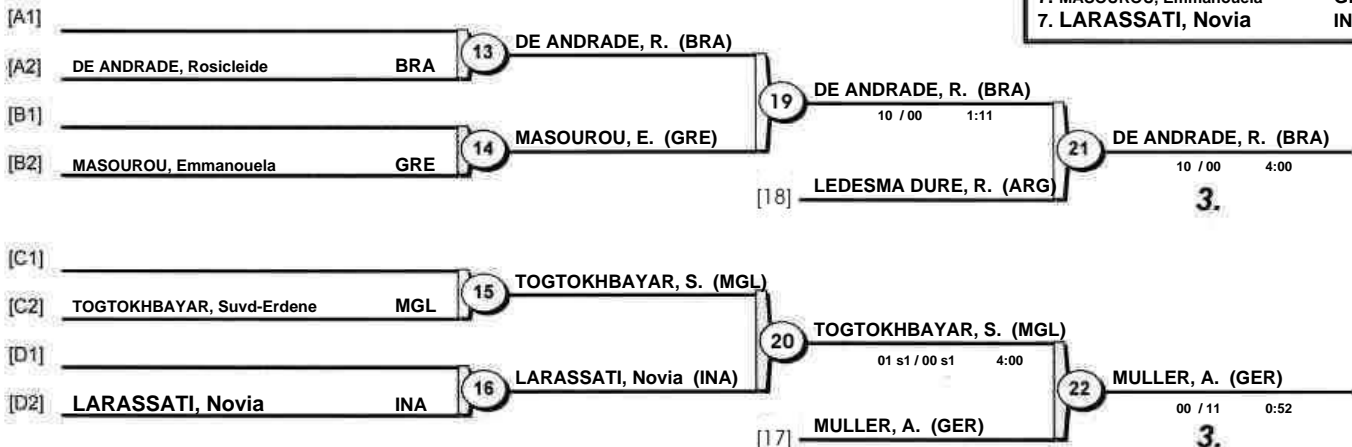 7. LARASSATI, Novia IN
[A1]
[A2] DE ANDRADE, Rosicleide BRA
13 DE ANDRADE, R. (BRA)
[B1]
[B2] MASOUROU, Emmanouela GRE
14 MASOUROU, E. (GRE)
19 DE ANDRADE, R. (BRA)
10 / 00 1:11
[18] LEDESMA DURE, R. (ARG)
21 DE ANDRADE, R. (BRA)
10 / 00 4:00
3.
[C1]
[C2] TOGTOKHBAYAR, Suvd-Erdene MGL
15 TOGTOKHBAYAR, S. (MGL)
[D1]
[D2] LARASSATI, Novia INA
16 LARASSATI, Novia (INA)
20 TOGTOKHBAYAR, S. (MGL)
01 s1 / 00 s1 4:00
[17] MULLER, A. (GER)
22 MULLER, A. (GER)
00 / 11 0:52
3.